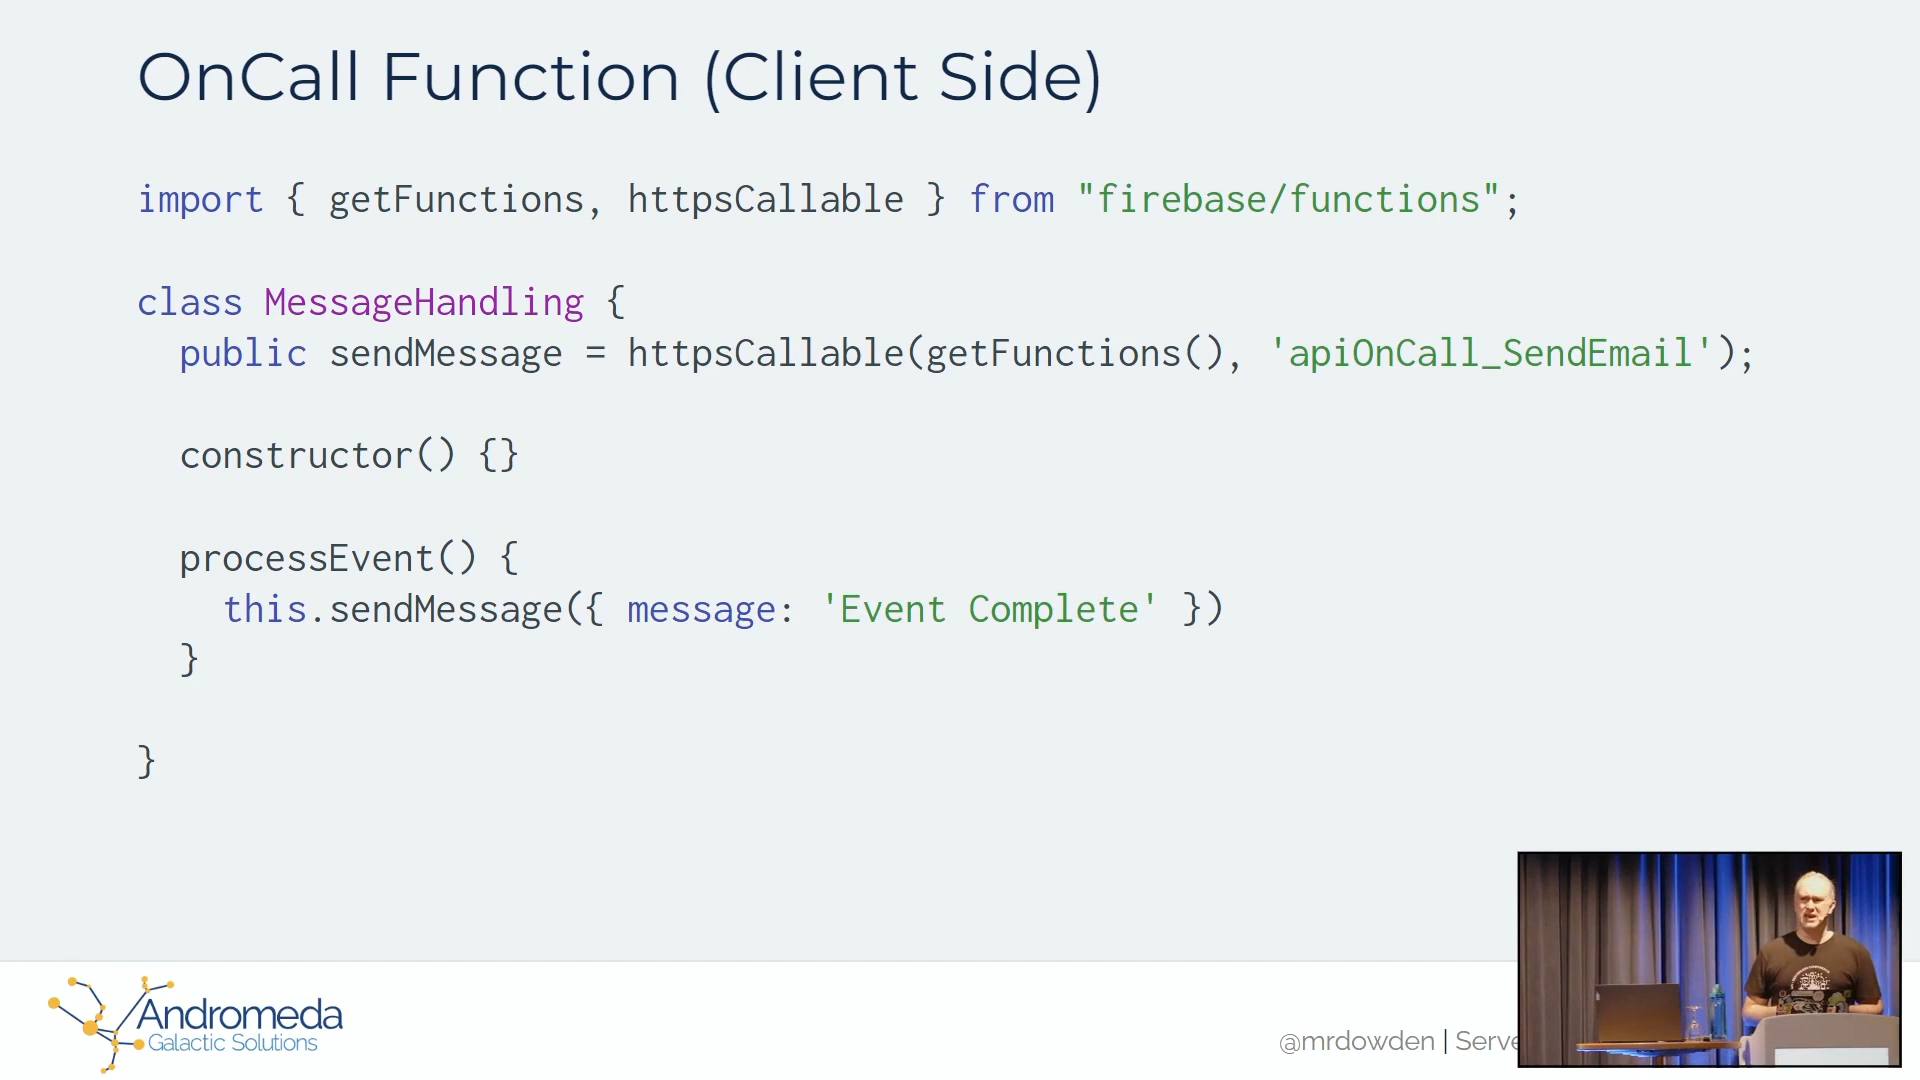 OnCall Function (Client Side)
import { getFunctions, httpsCallable } from "firebase/functions";
class MessageHandling {
public sendMessage = httpsCallable(getFunctions(), 'apiOnCall_SendEmail');
constructor() {}
processEvent() {
this.sendMessage({ message: 'Event Complete' })
}
}
Andromeda
Galactic Solutions
@mrdowden |